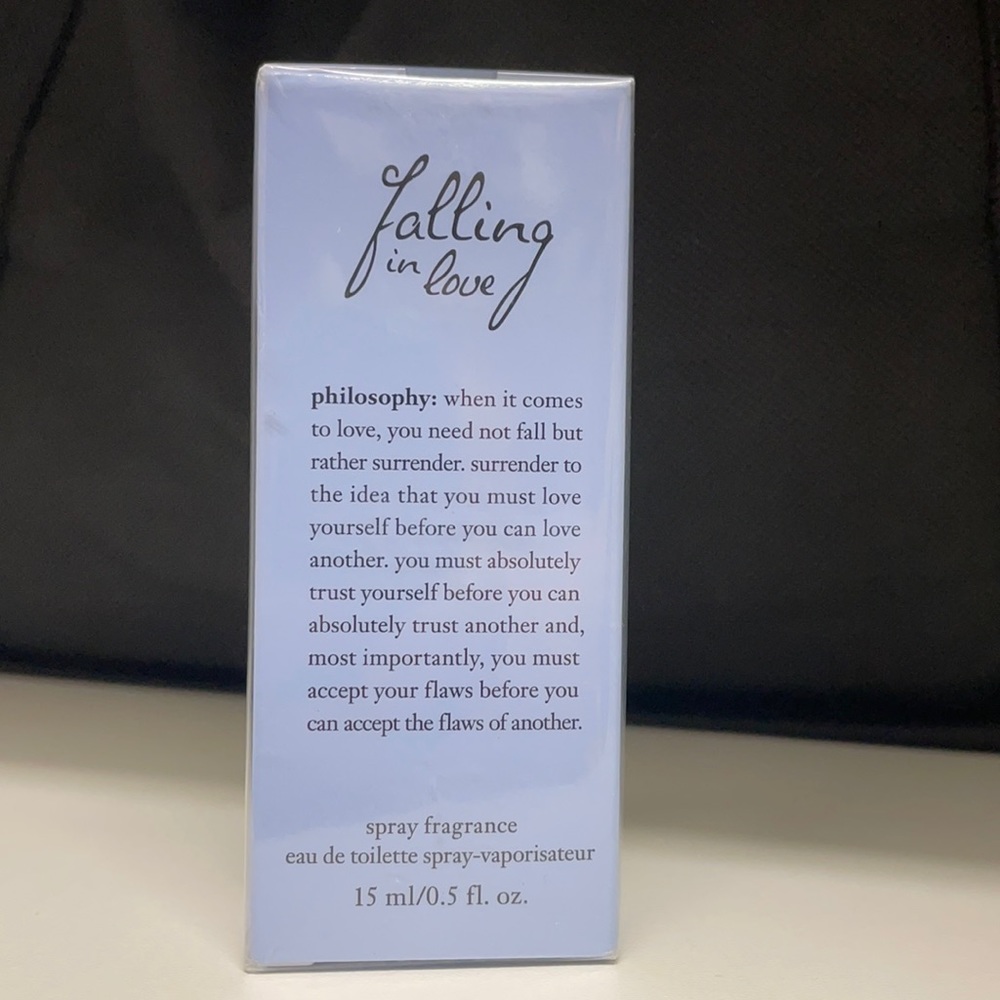 falling
in love
philosophy: when it comes
to love, you need not fall but
rather surrender. surrender to
the idea that you must love
yourself before you can love
another. you must absolutely
trust yourself before you can
absolutely trust another and,
most importantly, you must
accept your flaws before you
can accept the flaws of another.
spray fragrance
eau de toilette spray-vaporisateur
15 ml/0.5 fl. oz.